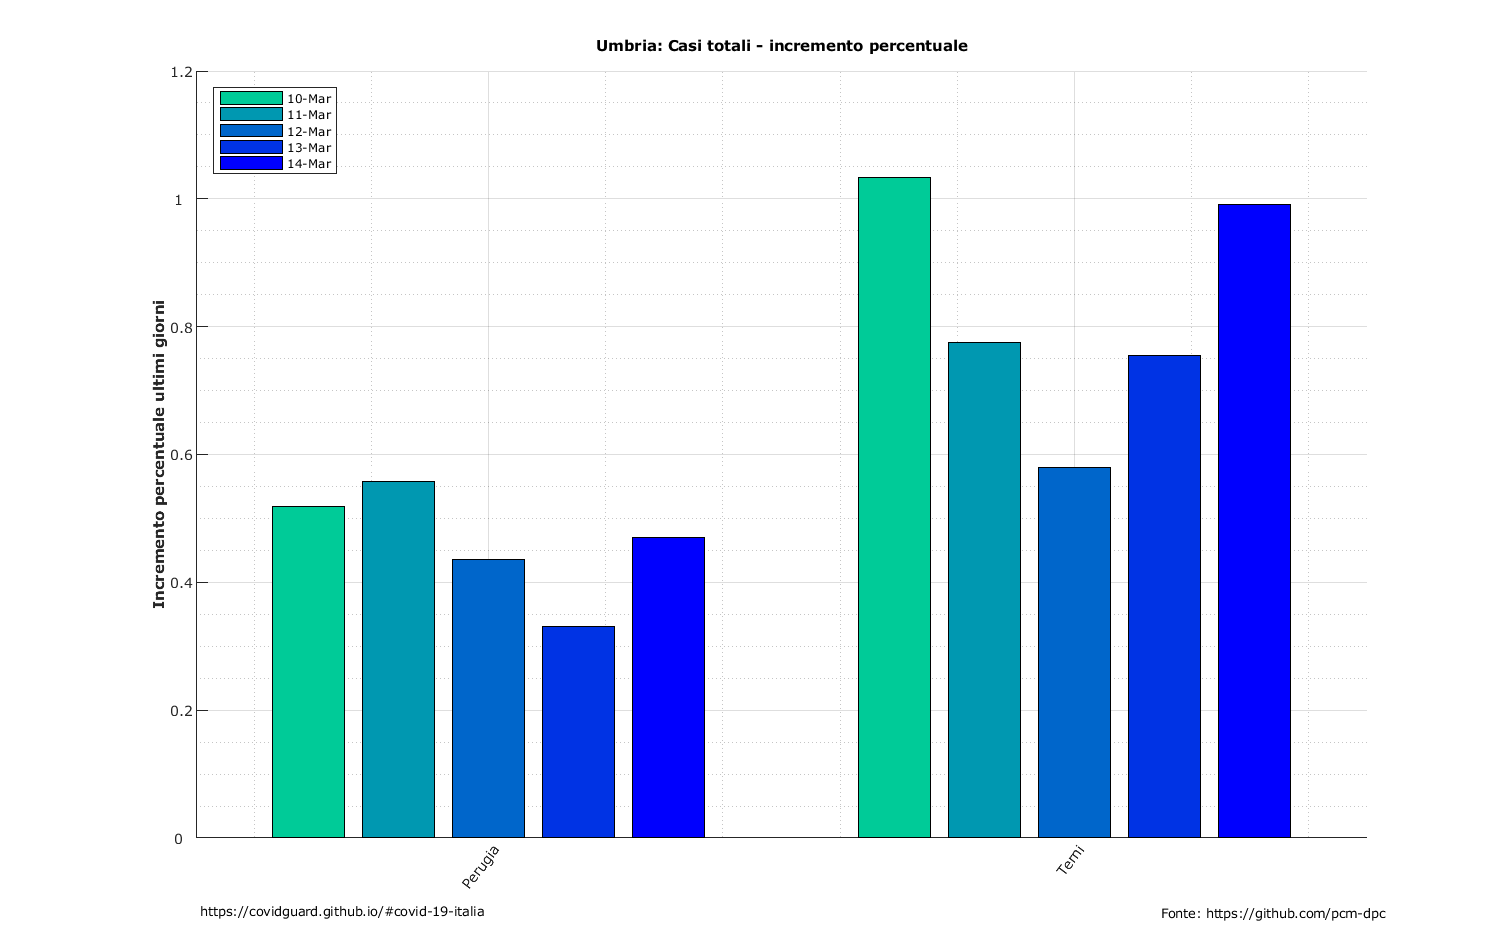 Umbria: Casi totali - incremento percentuale
1.2
1
0.8
0.6
0.4
0.2
0
Incremento percentuale ultimi giorni
10-Mar
11-Mar
12-Mar
13-Mar
14-Mar
Perugia
Terni
https://covidguard.github.io/#covid-19-italia
Fonte: https://github.com/pcm-dpc